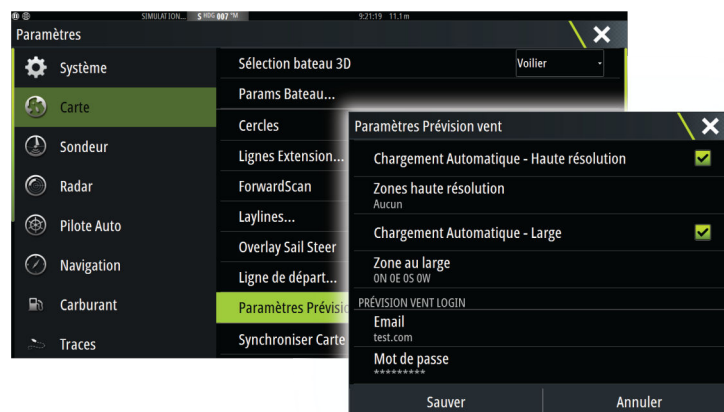 SIMULATION... S HDG 007 °M 9:21:19 11.1 m
Paramètres
Système
Carte
Sondeur
Radar
Pilote Auto
Navigation
Carburant
Traces
Sélection bateau 3D Voilier
Params Bateau...
Cercles
Lignes Extension...
ForwardScan
Laylines...
Overlay Sail Steer
Ligne de départ...
Paramètres Prévisio
Synchroniser Carte
Paramètres Prévision vent
Chargement Automatique - Haute résolution
Zones haute résolution
Aucun
Chargement Automatique - Large
Zone au large
0N 0E 0S 0W
PRÉVISION VENT LOGIN
Email
test.com
Mot de passe
*********
Sauver Annuler